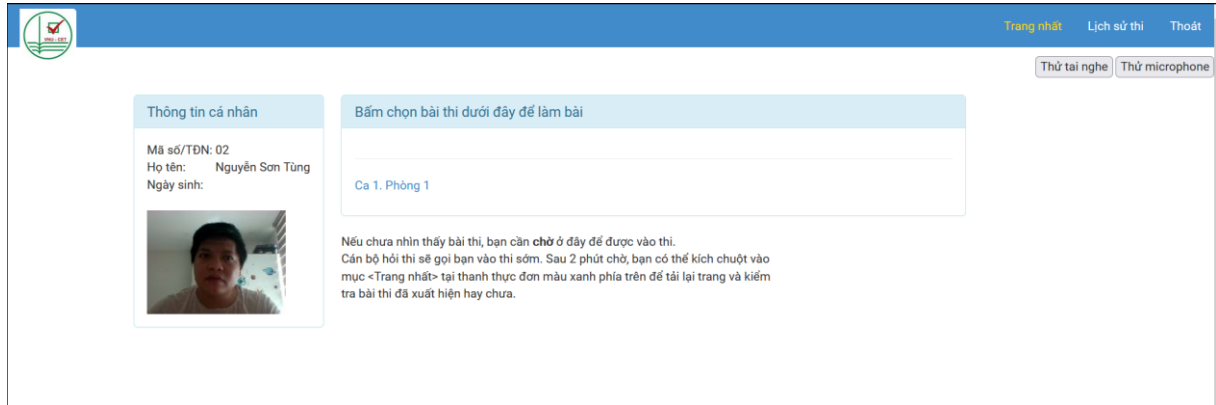 VNU - CET
Trang nhất Lịch sử thi Thoát
Thử tai nghe Thử microphone
Thông tin cá nhân
Mã số/TĐN: 02
Họ tên: Nguyễn Sơn Tùng
Ngày sinh:
Bấm chọn bài thi dưới đây để làm bài
Ca 1. Phòng 1
Nếu chưa nhìn thấy bài thi, bạn cần chờ ở đây để được vào thi.
Cán bộ hỏi thi sẽ gọi bạn vào thi sớm. Sau 2 phút chờ, bạn có thể kích chuột vào
mục <Trang nhất> tại thanh thực đơn màu xanh phía trên để tải lại trang và kiểm
tra bài thi đã xuất hiện hay chưa.